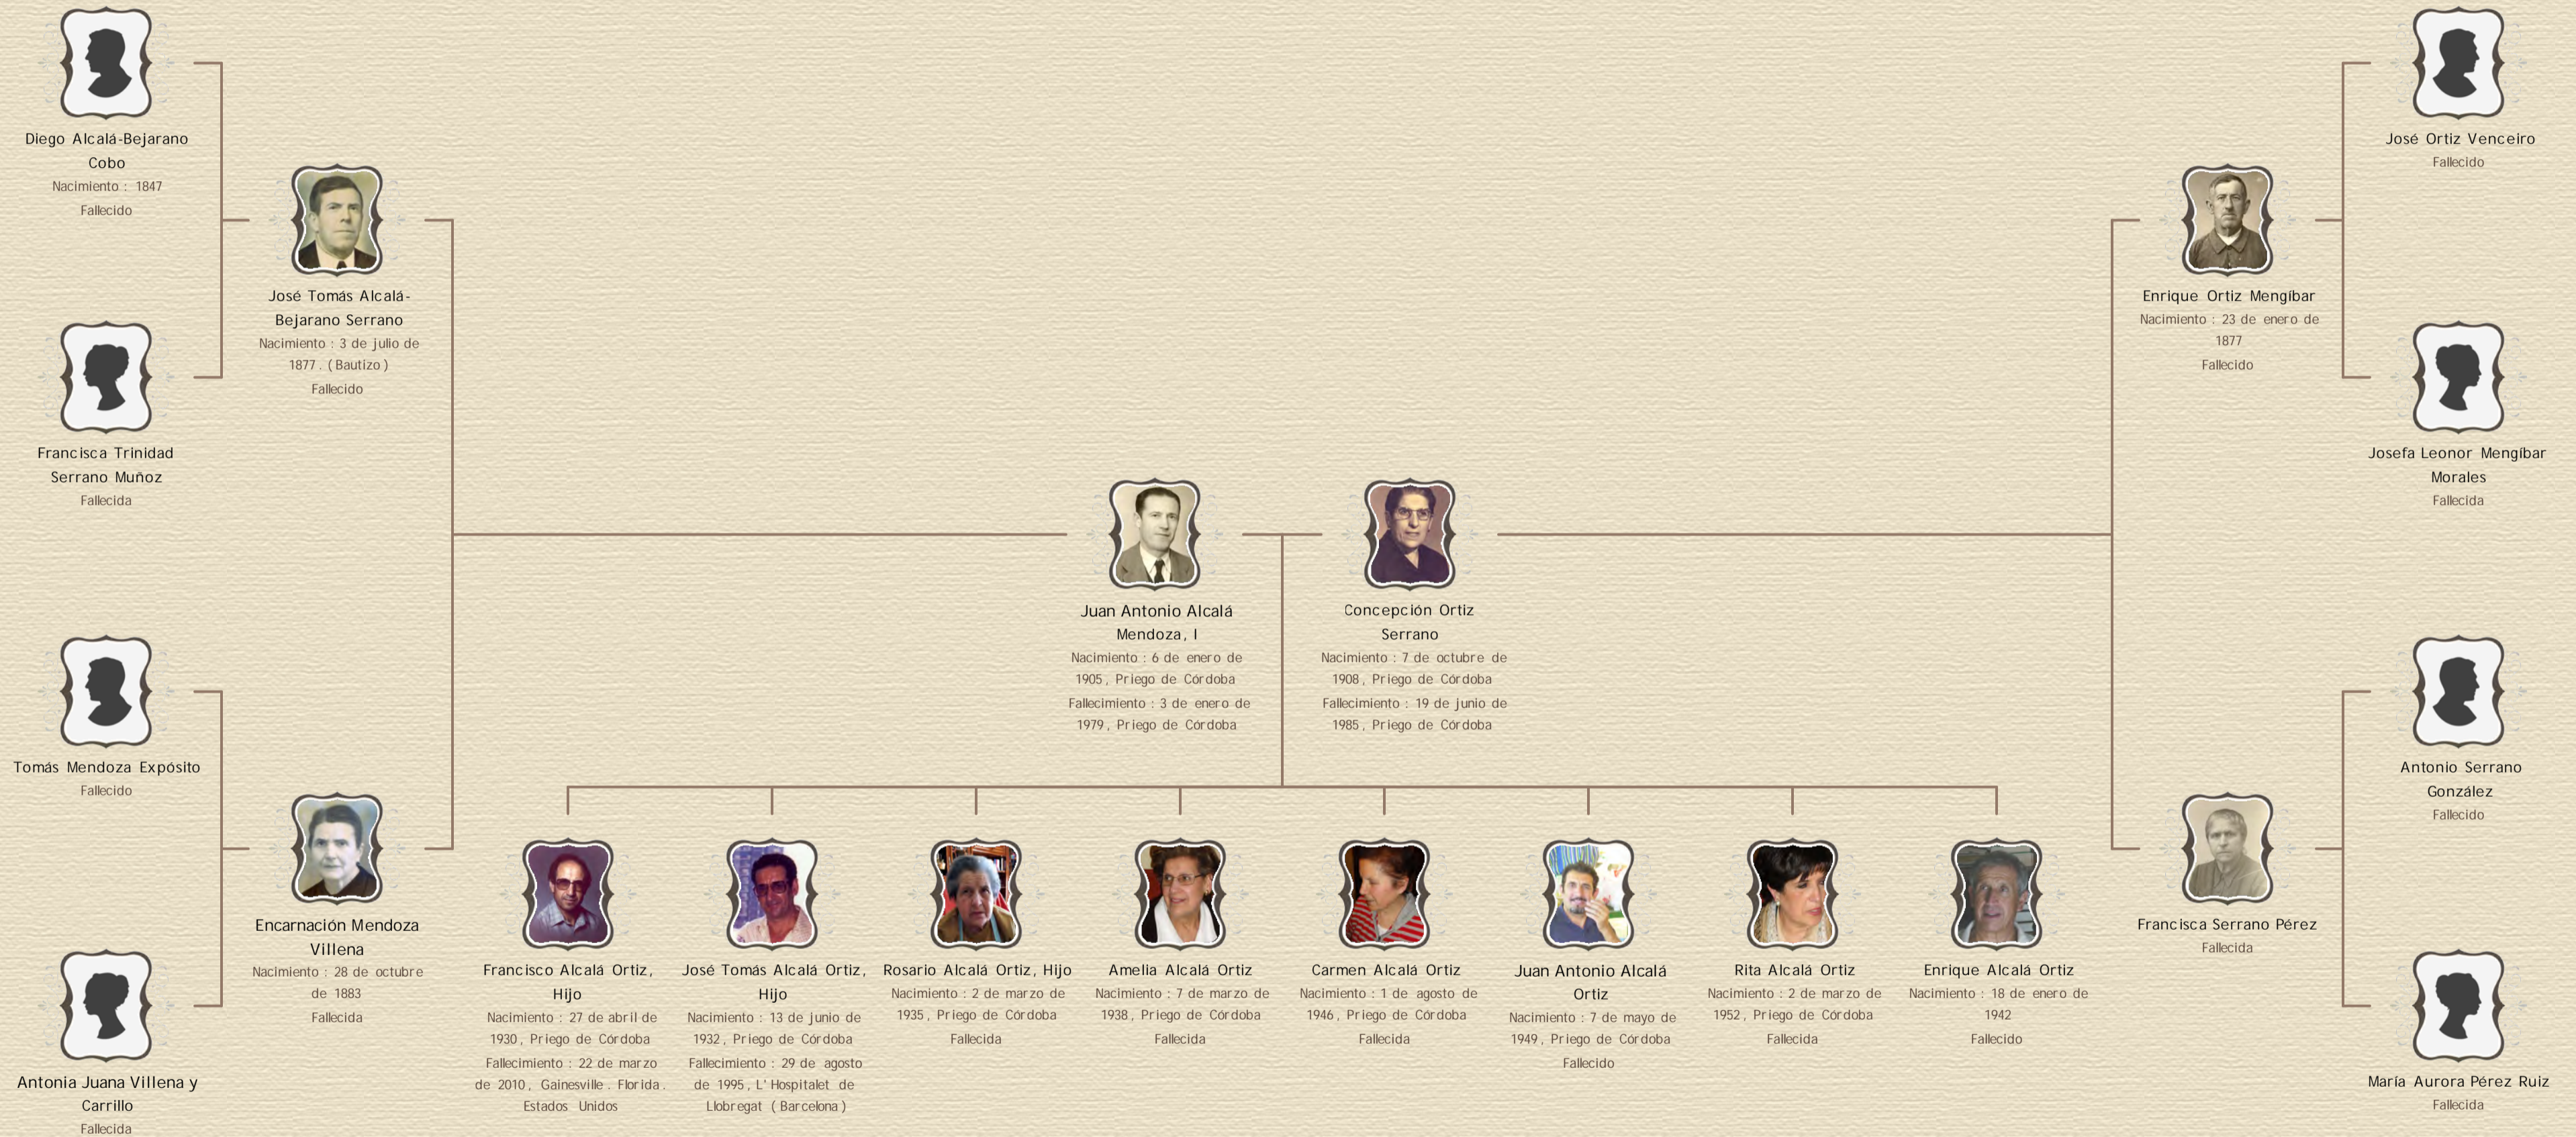 Diego Alcalá-Bejarano
Cobo
Nacimiento : 1847
Fallecido
Francisca Trinidad
Serrano Muñoz
Fallecida
Tomás Mendoza Expósito
Fallecido
Antonia Juana Villena y
Carrillo
Fallecida
José Tomás Alcalá-
Bejarano Serrano
Nacimiento : 3 de julio de
1877. (Bautizo)
Fallecido
Encarnación Mendoza
Villena
Nacimiento : 28 de octubre
de 1883
Fallecida
Juan Antonio Alcalá
Mendoza, I
Nacimiento : 6 de enero de
1905, Priego de Córdoba
Fallecimiento : 3 de enero de
1979, Priego de Córdoba
Concepción Ortiz
Serrano
Nacimiento : 7 de octubre de
1908, Priego de Córdoba
Fallecimiento : 19 de junio de
1985, Priego de Córdoba
Francisco Alcalá Ortiz,
Hijo
Nacimiento : 27 de abril de
1930, Priego de Córdoba
Fallecimiento : 22 de marzo
de 2010, Gainesville. Florida.
Estados Unidos
José Tomás Alcalá Ortiz,
Hijo
Nacimiento : 13 de junio de
1932, Priego de Córdoba
Fallecimiento : 29 de agosto
de 1995, L'Hospitalet de
Llobregat (Barcelona)
Rosario Alcalá Ortiz, Hijo
Nacimiento : 2 de marzo de
1935, Priego de Córdoba
Fallecida
Amelia Alcalá Ortiz
Nacimiento : 7 de marzo de
1938, Priego de Córdoba
Fallecida
Carmen Alcalá Ortiz
Nacimiento : 1 de agosto de
1946, Priego de Córdoba
Fallecida
Juan Antonio Alcalá
Ortiz
Nacimiento : 7 de mayo de
1949, Priego de Córdoba
Fallecido
Rita Alcalá Ortiz
Nacimiento : 2 de marzo de
1952, Priego de Córdoba
Fallecida
Enrique Alcalá Ortiz
Nacimiento : 18 de enero de
1942
Fallecido
Enrique Ortiz Mengíbar
Nacimiento : 23 de enero de
1877
Fallecido
Francisca Serrano Pérez
Fallecida
José Ortiz Venceiro
Fallecido
Josefa Leonor Mengíbar
Morales
Fallecida
Antonio Serrano
González
Fallecido
María Aurora Pérez Ruiz
Fallecida